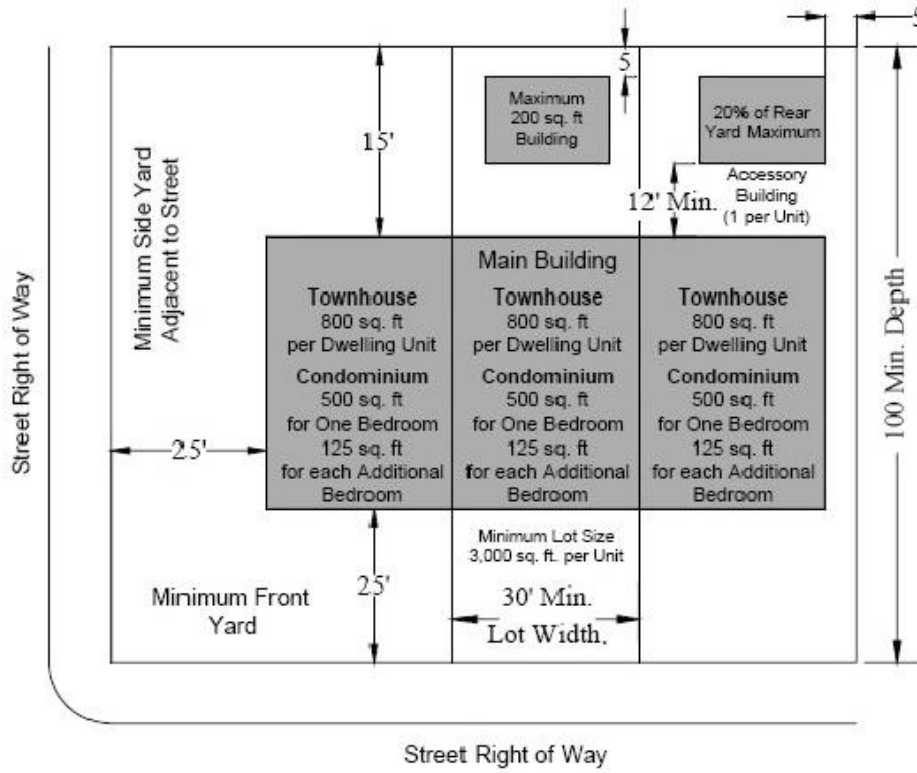 5
5
Maximum
200 sq. ft
Building
20% of Rear
Yard Maximum
15'
Accessory
Building
(1 per Unit)
12' Min.
Minimum Side Yard
Adjacent to Street
Street Right of Way
100 Min. Depth
Main Building
Townhouse
800 sq. ft
per Dwelling Unit
Condominium
500 sq. ft
for One Bedroom
125 sq. ft
for each Additional
Bedroom
Townhouse
800 sq. ft
per Dwelling Unit
Condominium
500 sq. ft
for One Bedroom
125 sq. ft
for each Additional
Bedroom
Townhouse
800 sq. ft
per Dwelling Unit
Condominium
500 sq. ft
for One Bedroom
125 sq. ft
for each Additional
Bedroom
25'
Minimum Lot Size
3,000 sq. ft. per Unit
25'
Minimum Front
Yard
30' Min.
Lot Width.
Street Right of Way